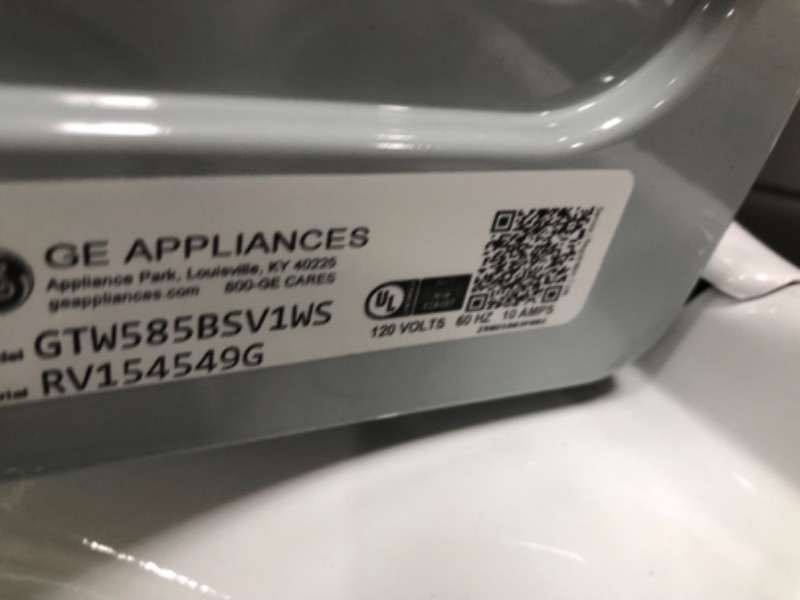 GE APPLIANCES
Appliance Park, Louisville, KY 40225
geappliances.com 800-GE CARES
GTW585BSV1WS
RV154549G
UL
120 VOLTS 60 HZ 10 AMPS